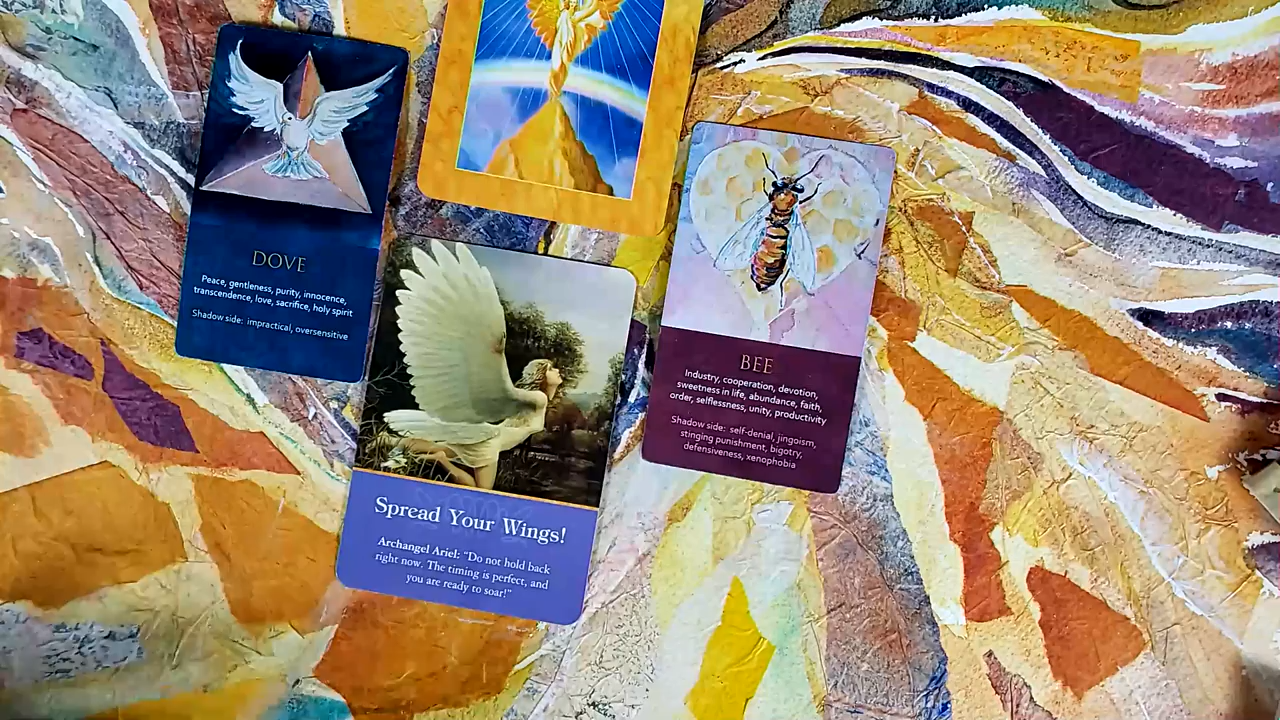 DOVE
Peace, gentleness, purity, innocence,
transcendence, love, sacrifice, holy spirit
Shadow side: impractical, oversensitive
Spread Your Wings!
Archangel Ariel: "Do not hold back
right now. The timing is perfect, and
you are ready to soar!"
BEE
Industry, cooperation, devotion,
sweetness in life, abundance, faith,
order, selflessness, unity, productivity
Shadow side: self-denial, jingoism,
stinging punishment, bigotry,
defensiveness, xenophobia